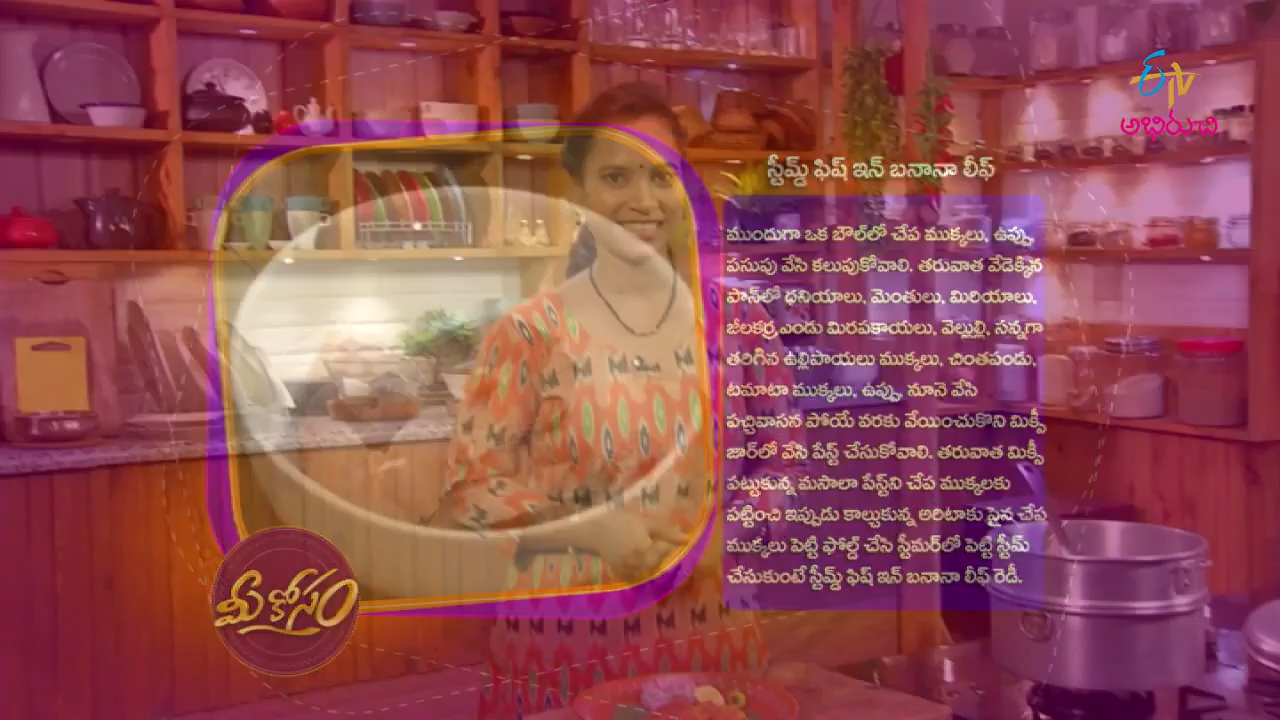 ETV
అభిరుచి
స్టీమ్డ్ ఫిష్ ఇన్ బనానా లీఫ్
ముందుగా ఒక బౌల్‌లో చేప ముక్కలు, ఉప్పు,
పసుపు వేసి కలుపుకోవాలి. తరువాత వేడెక్కిన
పాన్‌లో ధనియాలు, మెంతులు, మిరియాలు,
జీలకర్ర,ఎండు మిరపకాయలు, వెల్లుల్లి, సన్నగా
తరిగిన ఉల్లిపాయలు ముక్కలు, చింతపండు,
టమాటా ముక్కలు, ఉప్పు, నూనె వేసి
పచ్చివాసన పోయే వరకు వేయించుకొని మిక్సీ
జార్‌లో వేసి పేస్ట్ చేసుకోవాలి. తరువాత మిక్సీ
పట్టుకున్న మసాలా పేస్ట్‌ని చేప ముక్కలకు
పట్టించి ఇప్పుడు కాల్చుకున్న అరిటాకు పైన చేప
ముక్కలు పెట్టి ఫోల్డ్ చేసి స్టీమర్‌లో పెట్టి స్టీమ్
చేసుకుంటే స్టీమ్డ్ ఫిష్ ఇన్ బనానా లీఫ్ రెడీ.
మీ కోసం